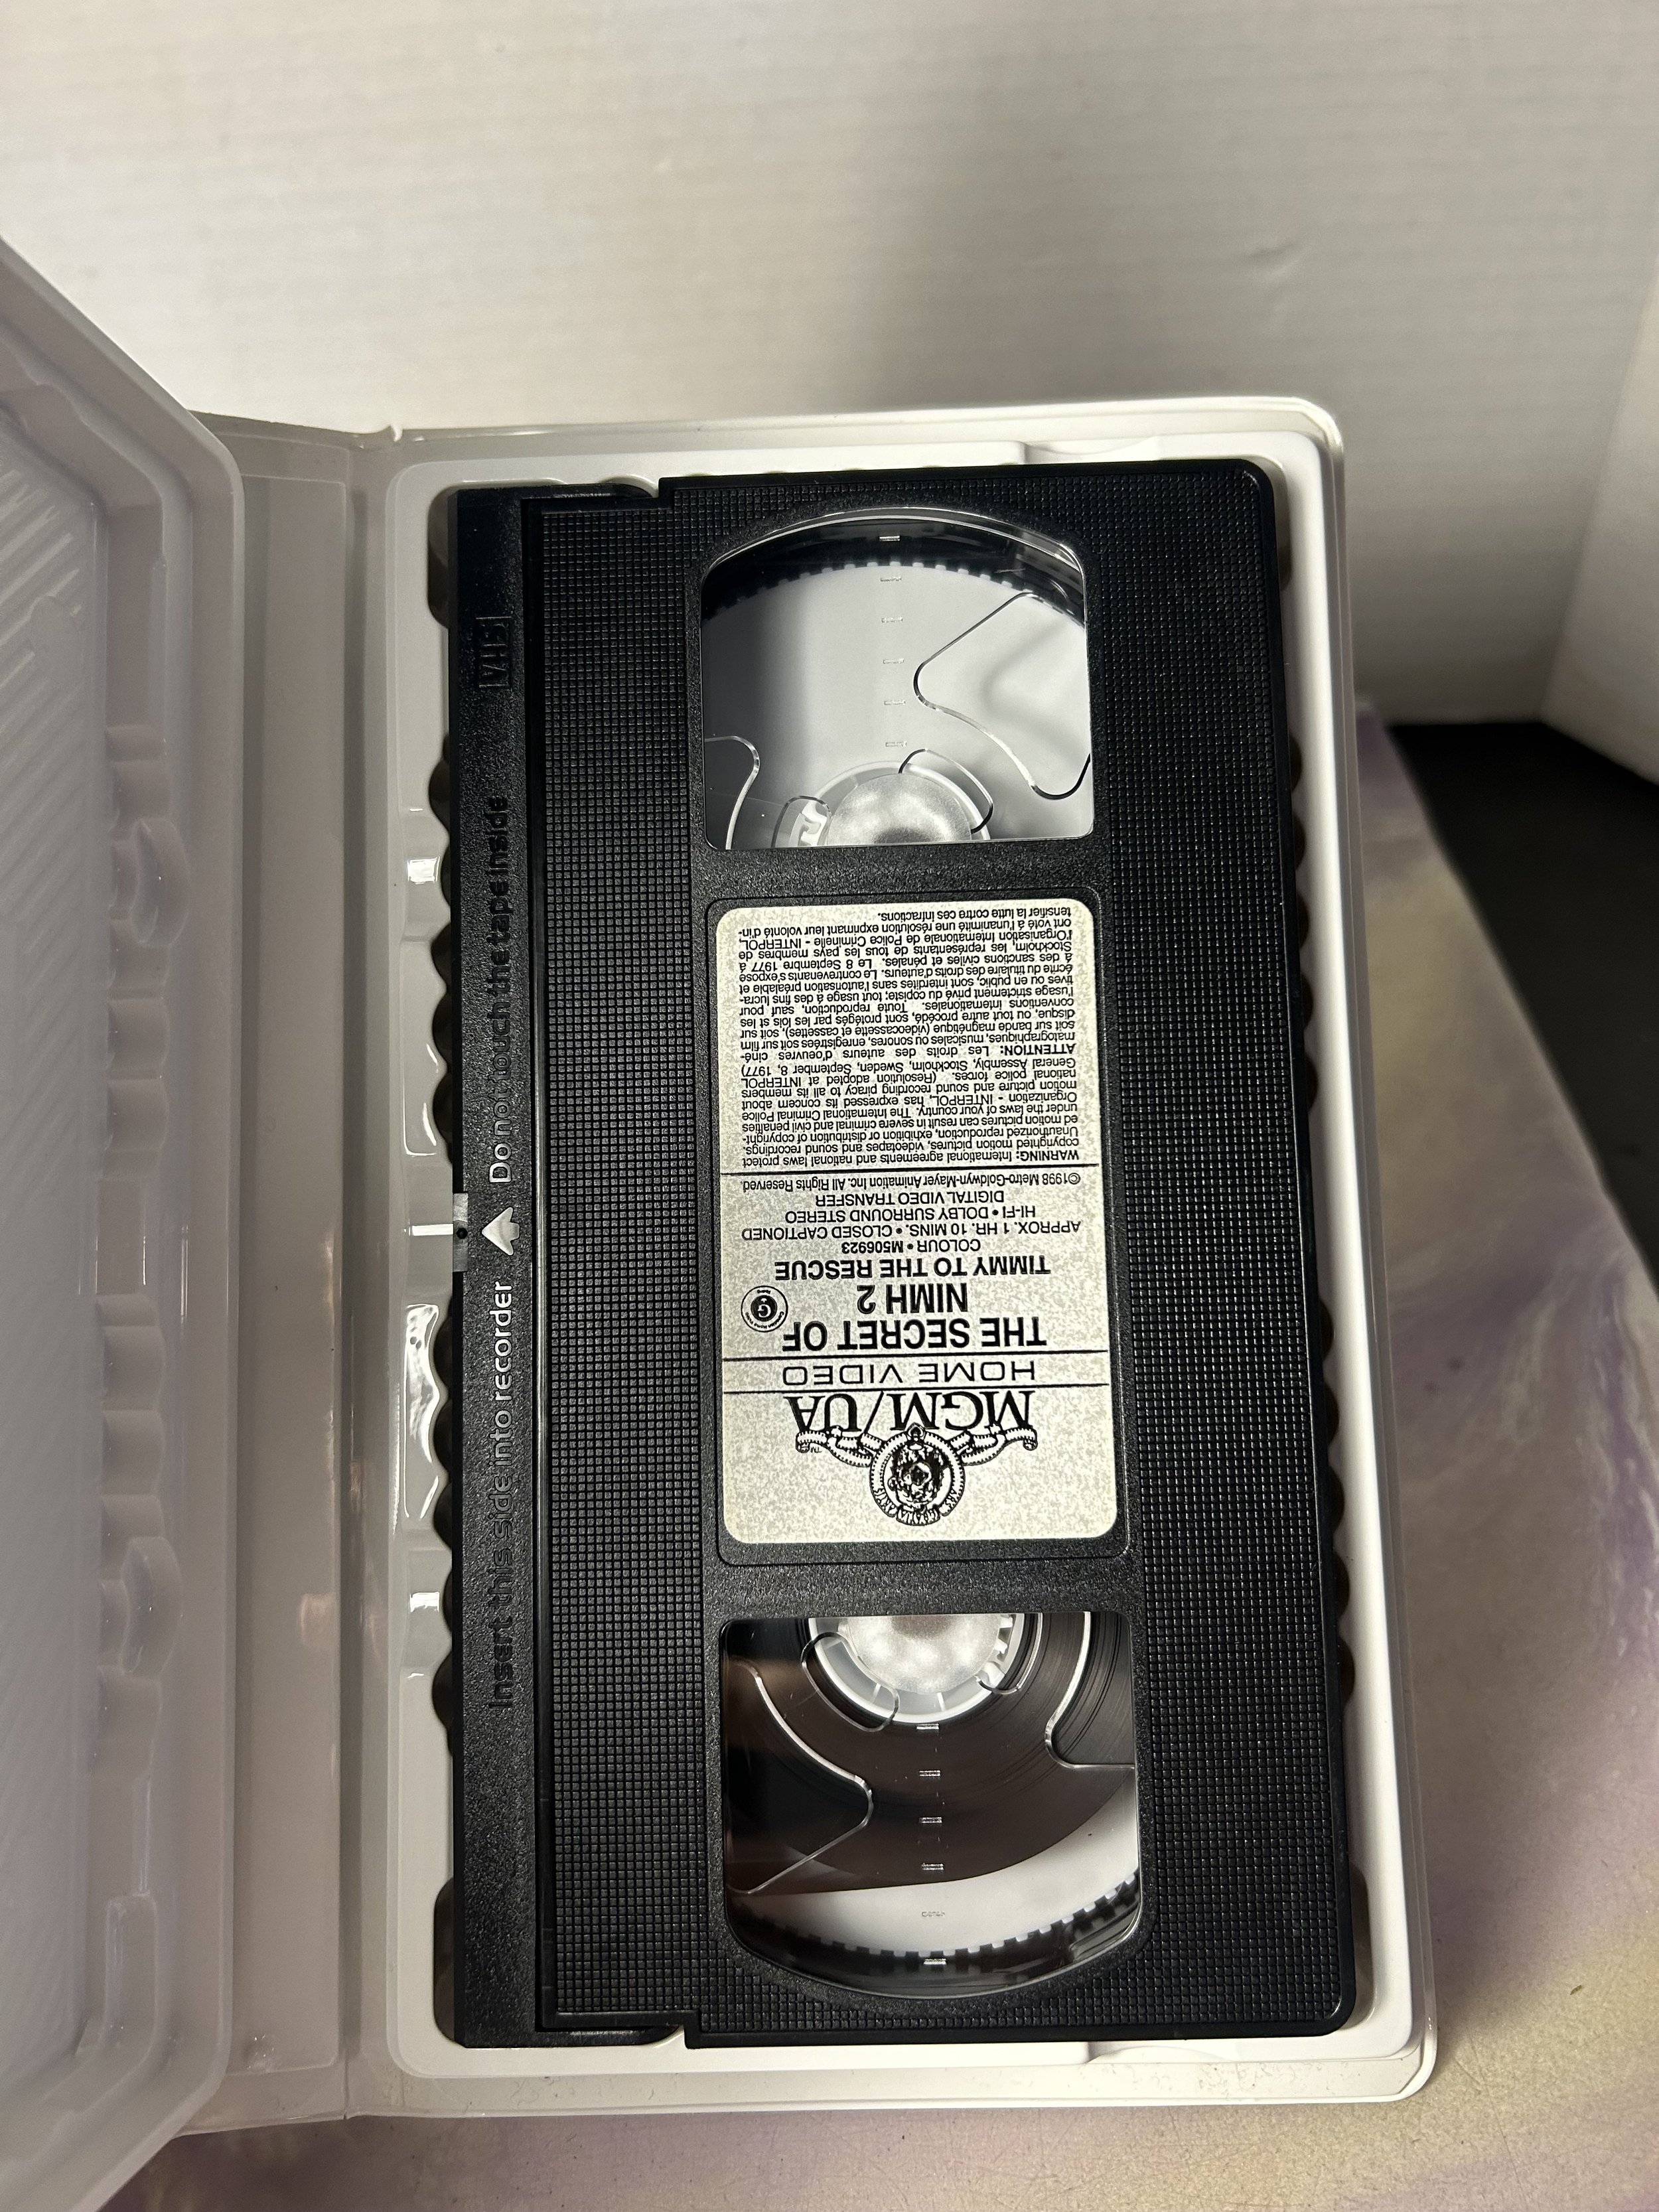 MGM/UA
HOME VIDEO
THE SECRET OF
NIMH 2
TIMMY TO THE RESCUE
COLOUR • M506923
APPROX. 1 HR. 10 MINS. • CLOSED CAPTIONED
HI-FI • DOLBY SURROUND STEREO
DIGITAL VIDEO TRANSFER
©1998 Metro-Goldwyn-Mayer Animation Inc. All Rights Reserved.
WARNING: International agreements and national laws protect
copyrighted motion pictures, videotapes and sound recordings.
Unauthorized reproduction, exhibition or distribution of copyright-
ed motion pictures can result in severe criminal and civil penalties
under the laws of your country. The International Criminal Police
Organization - INTERPOL, has expressed its concern about
motion picture and sound recording piracy to all its members
national police forces. (Resolution adopted at INTERPOL
General Assembly, Stockholm, Sweden, September 8, 1977)
ATTENTION: Les droits des auteurs d'oeuvres ciné-
matographiques, musicales ou sonores, enregistrées soit sur film
soit sur bande magnétique (videocassette et cassettes), soit sur
disque, ou tout autre procédé, sont protégés par les lois et les
conventions internationales. Toute reproduction, sauf pour
l'usage strictement privé du copiste; tout usage à des fins lucra-
tives ou en public, sont interdites sans l'autorisation préalable et
écrite du titulaire des droits d'auteurs. Le contrevenant s'expose
à des sanctions civiles et pénales. Le 8 Septembre 1977 à
Stockholm, les représentants de tous les pays membres de
l'Organisation Internationale de Police Criminelle - INTERPOL,
ont voté à l'unanimité une résolution exprimant leur volonté d'in-
tensifier la lutte contre ces infractions.
Insert this side into recorder
Do not touch the tape inside
VHS